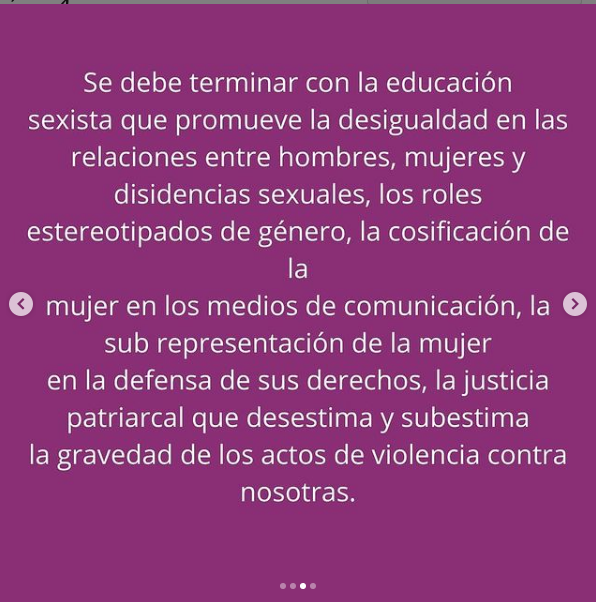 Se debe terminar con la educación
sexista que promueve la desigualdad en las
relaciones entre hombres, mujeres y
disidencias sexuales, los roles
estereotipados de género, la cosificación de
la
mujer en los medios de comunicación, la
sub representación de la mujer
en la defensa de sus derechos, la justicia
patriarcal que desestima y subestima
la gravedad de los actos de violencia contra
nosotras.